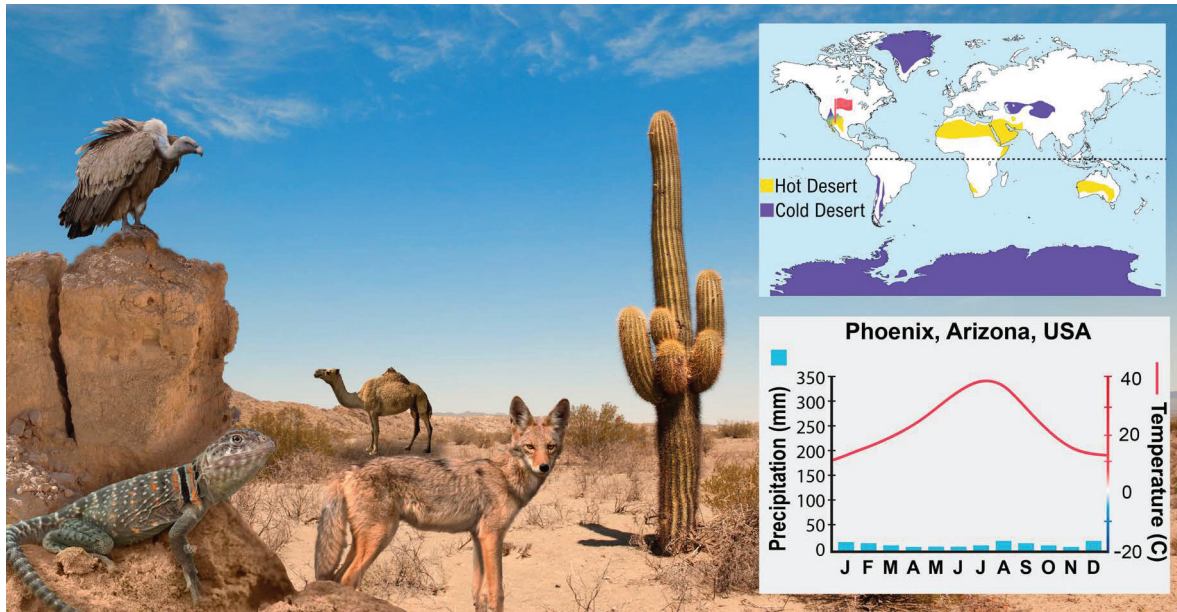 Hot Desert
Cold Desert
Phoenix, Arizona, USA
Precipitation (mm)
350
300
250
200
150
100
50
0
J F M A M J J A S O N D
40
20
0
-20
Temperature (C)